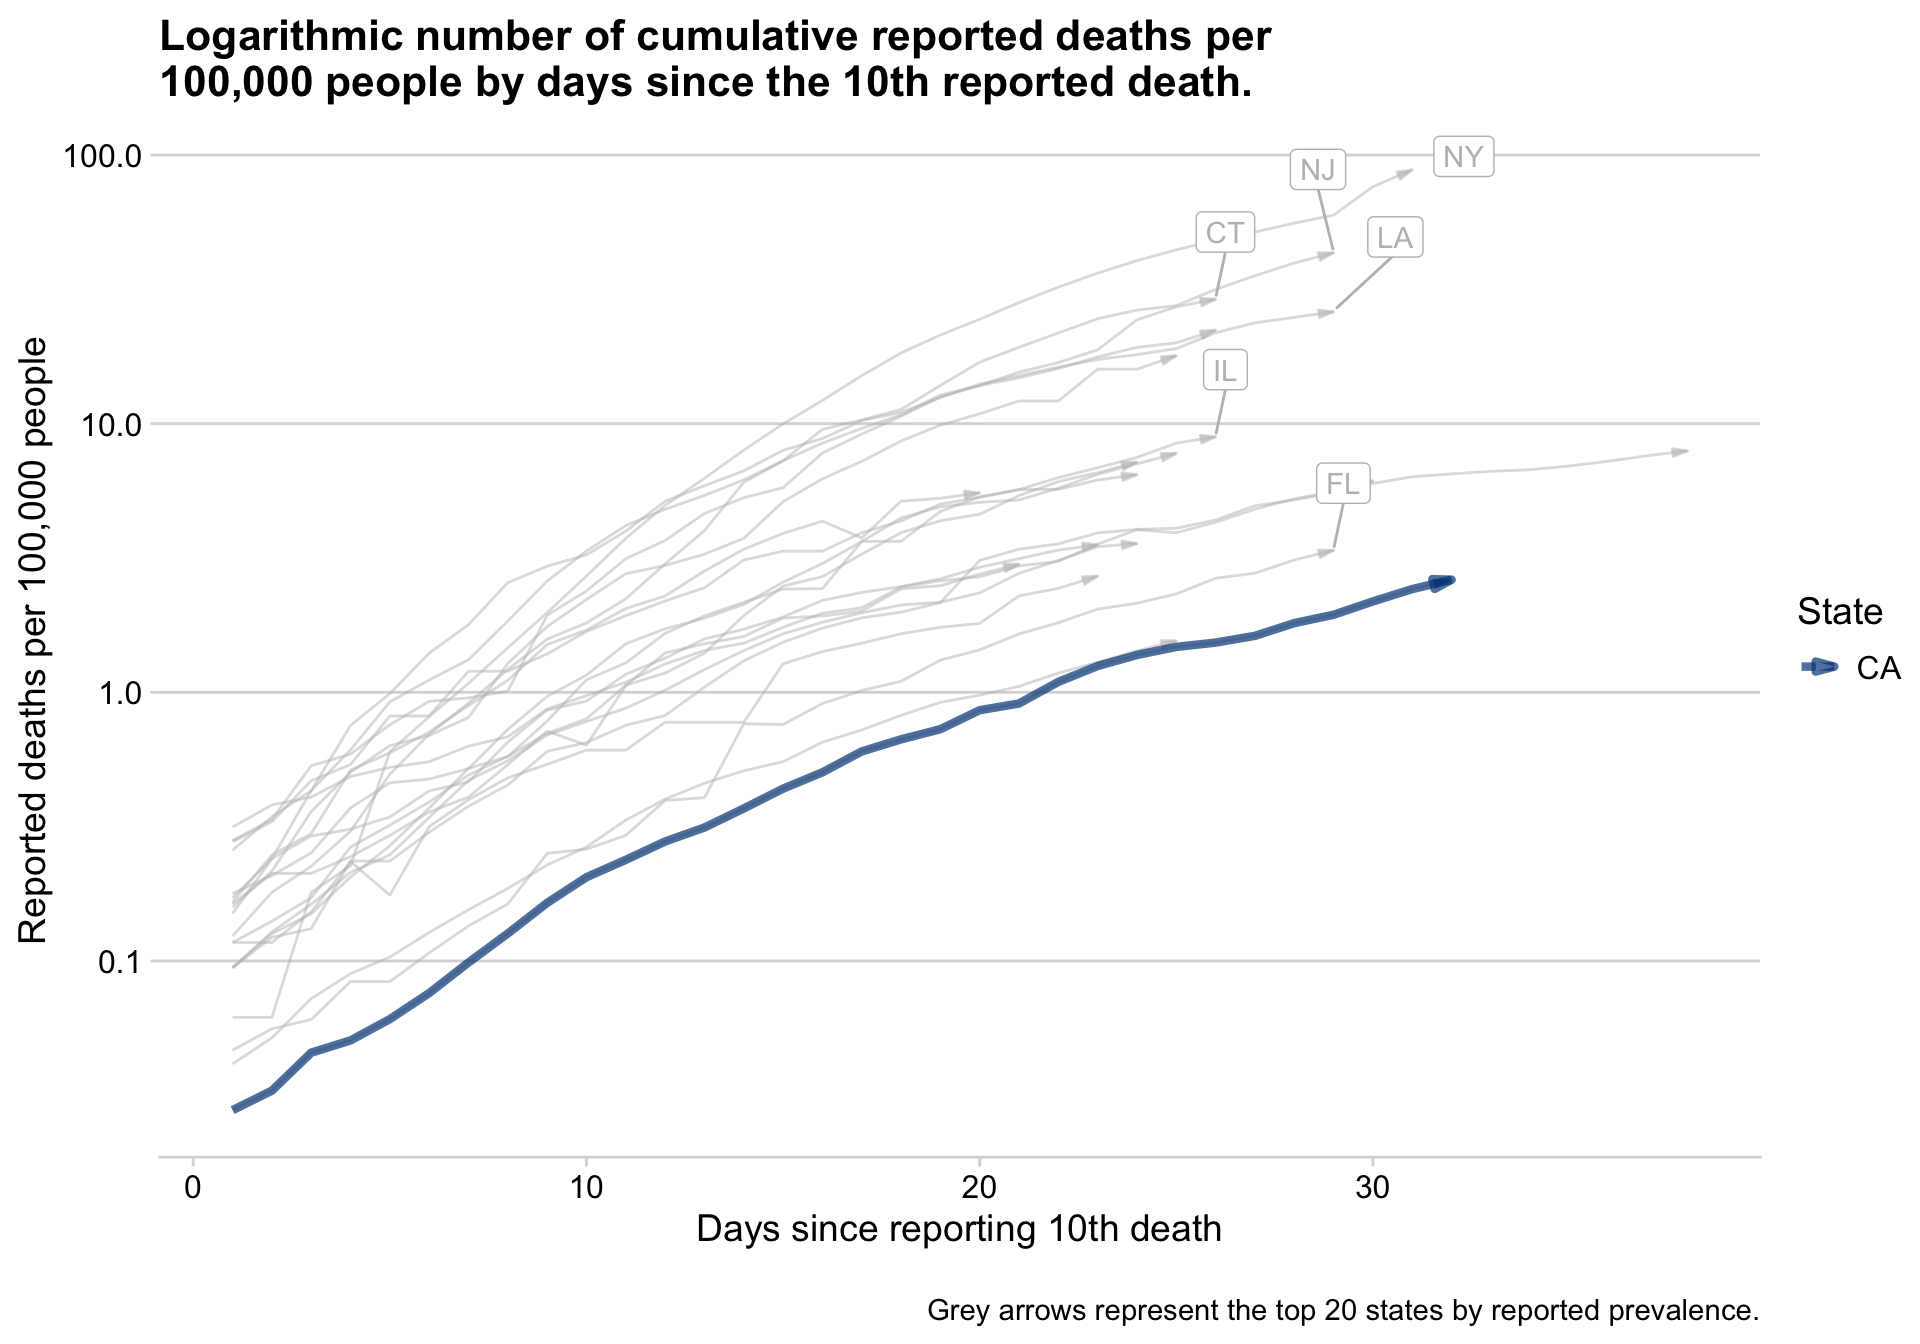 Logarithmic number of cumulative reported deaths per
100,000 people by days since the 10th reported death.
Reported deaths per 100,000 people
100.0
10.0
1.0
0.1
NY
NJ
CT
LA
IL
FL
State
CA
0 10 20 30
Days since reporting 10th death
Grey arrows represent the top 20 states by reported prevalence.